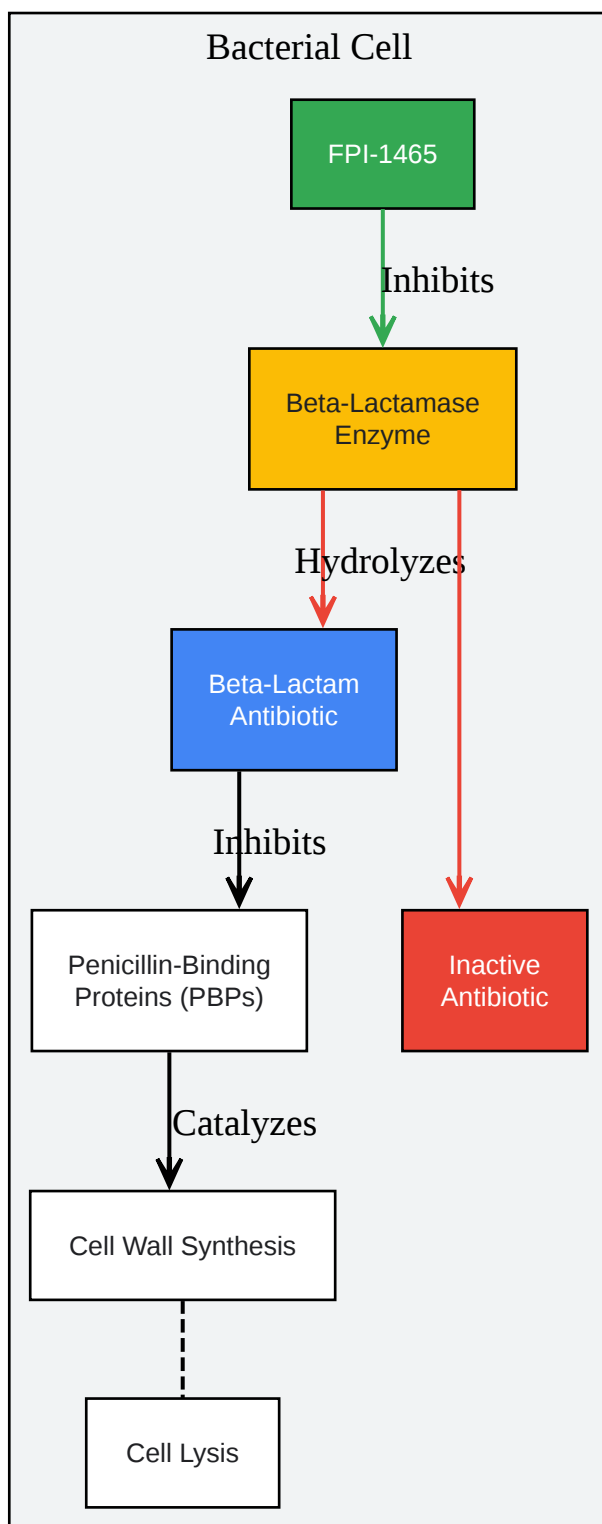 Bacterial Cell
FPI-1465
Inhibits
Beta-Lactamase
Enzyme
Hydrolyzes
Beta-Lactam
Antibiotic
Inhibits
Penicillin-Binding
Proteins (PBPs)
Inactive
Antibiotic
Catalyzes
Cell Wall Synthesis
Cell Lysis